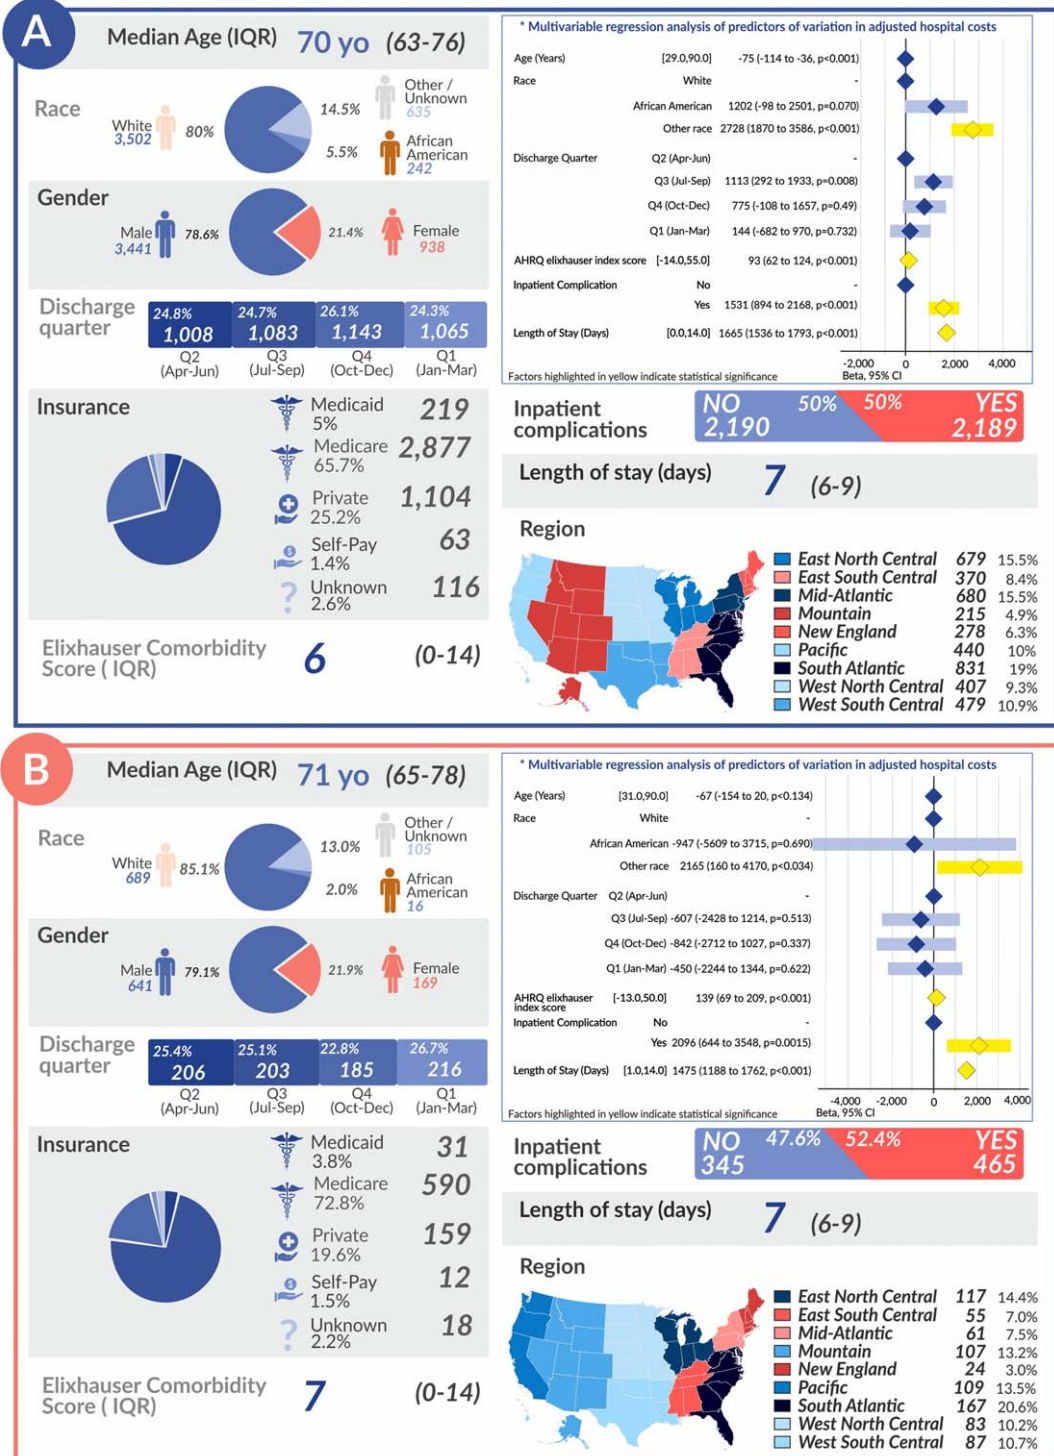 A
Median Age (IQR) 70 yo (63-76)
Race
White
3,502
80%
14.5%
Other /
Unknown
635
5.5%
African
American
242
Gender
Male
3,441
78.6%
21.4%
Female
938
Discharge
quarter
24.8% 24.7% 26.1% 24.3%
1,008 1,083 1,143 1,065
Q2 Q3 Q4 Q1
(Apr-Jun) (Jul-Sep) (Oct-Dec) (Jan-Mar)
Insurance
Medicaid 219
5%
Medicare 2,877
65.7%
Private 1,104
25.2%
Self-Pay 63
1.4%
Unknown 116
2.6%
?
Elixhauser Comorbidity
Score ( IQR)
6 (0-14)
* Multivariable regression analysis of predictors of variation in adjusted hospital costs
Age (Years) [29.0,90.0] -75 (-114 to -36, p<0.001)
Race White -
African American 1202 (-98 to 2501, p=0.070)
Other race 2728 (1870 to 3586, p<0.001)
Discharge Quarter Q2 (Apr-Jun) -
Q3 (Jul-Sep) 1113 (292 to 1933, p=0.008)
Q4 (Oct-Dec) 775 (-108 to 1657, p=0.49)
Q1 (Jan-Mar) 144 (-682 to 970, p=0.732)
AHRQ elixhauser index score [-14.0,55.0] 93 (62 to 124, p<0.001)
Inpatient Complication No -
Yes 1531 (894 to 2168, p<0.001)
Length of Stay (Days) [0.0,14.0] 1665 (1536 to 1793, p<0.001)
-2,000 0 2,000 4,000
Factors highlighted in yellow indicate statistical significance Beta, 95% CI
Inpatient
complications
NO 50% 50% YES
2,190 2,189
Length of stay (days) 7 (6-9)
Region
East North Central 679 15.5%
East South Central 370 8.4%
Mid-Atlantic 680 15.5%
Mountain 215 4.9%
New England 278 6.3%
Pacific 440 10%
South Atlantic 831 19%
West North Central 407 9.3%
West South Central 479 10.9%
B
Median Age (IQR) 71 yo (65-78)
Race
White
689
85.1%
13.0%
Other /
Unknown
105
2.0%
African
American
16
Gender
Male
641
79.1%
21.9%
Female
169
Discharge
quarter
25.4% 25.1% 22.8% 26.7%
206 203 185 216
Q2 Q3 Q4 Q1
(Apr-Jun) (Jul-Sep) (Oct-Dec) (Jan-Mar)
Insurance
Medicaid 31
3.8%
Medicare 590
72.8%
Private 159
19.6%
Self-Pay 12
1.5%
Unknown 18
2.2%
?
Elixhauser Comorbidity
Score ( IQR)
7 (0-14)
* Multivariable regression analysis of predictors of variation in adjusted hospital costs
Age (Years) [31.0,90.0] -67 (-154 to 20, p<0.134)
Race White -
African American -947 (-5609 to 3715, p=0.690)
Other race 2165 (160 to 4170, p<0.034)
Discharge Quarter Q2 (Apr-Jun) -
Q3 (Jul-Sep) -607 (-2428 to 1214, p=0.513)
Q4 (Oct-Dec) -842 (-2712 to 1027, p=0.337)
Q1 (Jan-Mar) -450 (-2244 to 1344, p=0.622)
AHRQ elixhauser [-13.0,50.0] 139 (69 to 209, p<0.001)
index score
Inpatient Complication No -
Yes 2096 (644 to 3548, p=0.0015)
Length of Stay (Days) [1.0,14.0] 1475 (1188 to 1762, p<0.001)
-4,000 -2,000 0 2,000 4,000
Factors highlighted in yellow indicate statistical significance Beta, 95% CI
Inpatient
complications
NO 47.6% 52.4% YES
345 465
Length of stay (days) 7 (6-9)
Region
East North Central 117 14.4%
East South Central 55 7.0%
Mid-Atlantic 61 7.5%
Mountain 107 13.2%
New England 24 3.0%
Pacific 109 13.5%
South Atlantic 167 20.6%
West North Central 83 10.2%
West South Central 87 10.7%